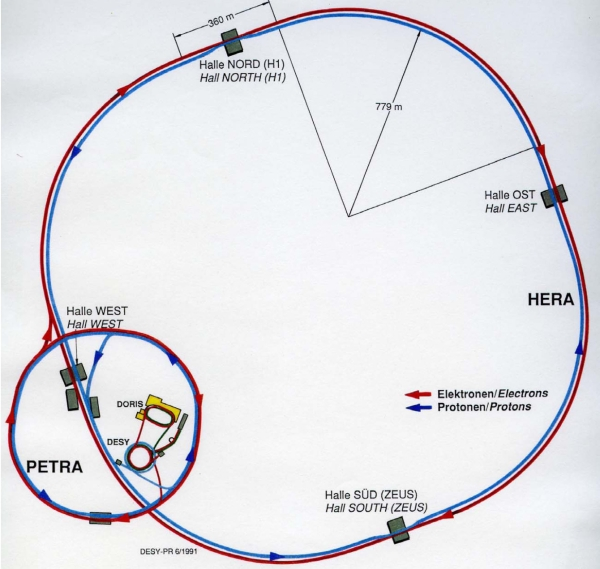 360 m
Halle NORD (H1)
Hall NORTH (H1)
779 m
Halle OST
Hall EAST
HERA
Halle WEST
Hall WEST
Elektronen/Electrons
Protonen/Protons
DORIS
DESY
PETRA
Halle SÜD (ZEUS)
Hall SOUTH (ZEUS)
DESY-PR 6/1991